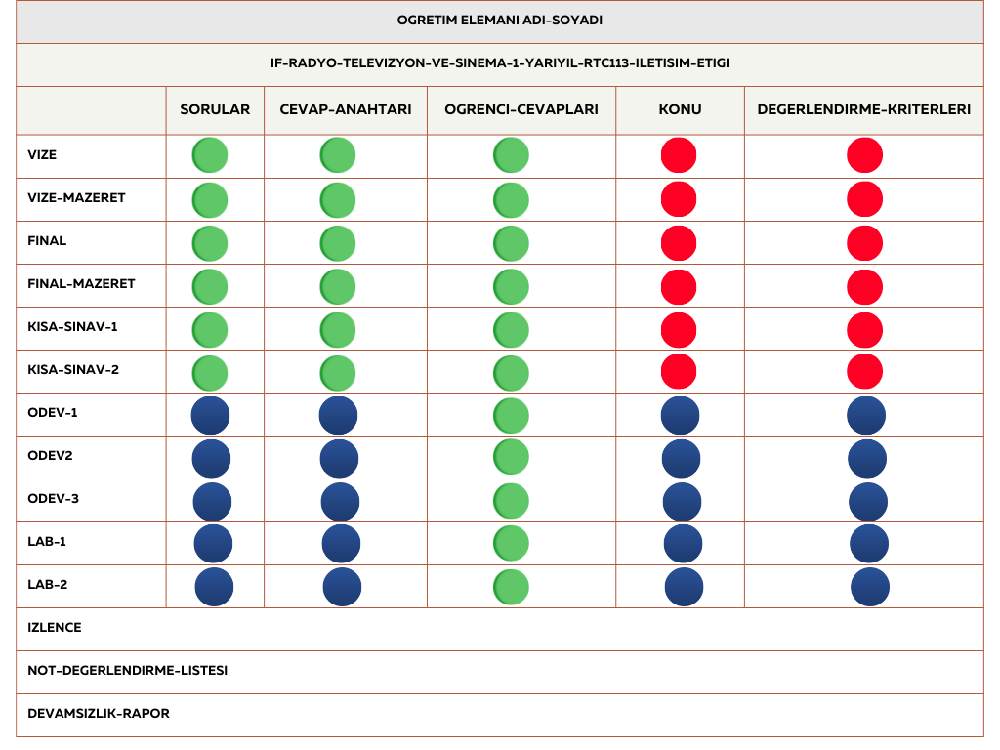 OGRETIM ELEMANI ADI-SOYADI
IF-RADYO-TELEVIZYON-VE-SINEMA-1-YARIYIL-RTC113-ILETISIM-ETIGI
SORULAR CEVAP-ANAHTARI OGRENCI-CEVAPLARI KONU DEGERLENDIRME-KRITERLERI
VIZE
VIZE-MAZERET
FINAL
FINAL-MAZERET
KISA-SINAV-1
KISA-SINAV-2
ODEV-1
ODEV2
ODEV-3
LAB-1
LAB-2
IZLENCE
NOT-DEGERLENDIRME-LISTESI
DEVAMSIZLIK-RAPOR